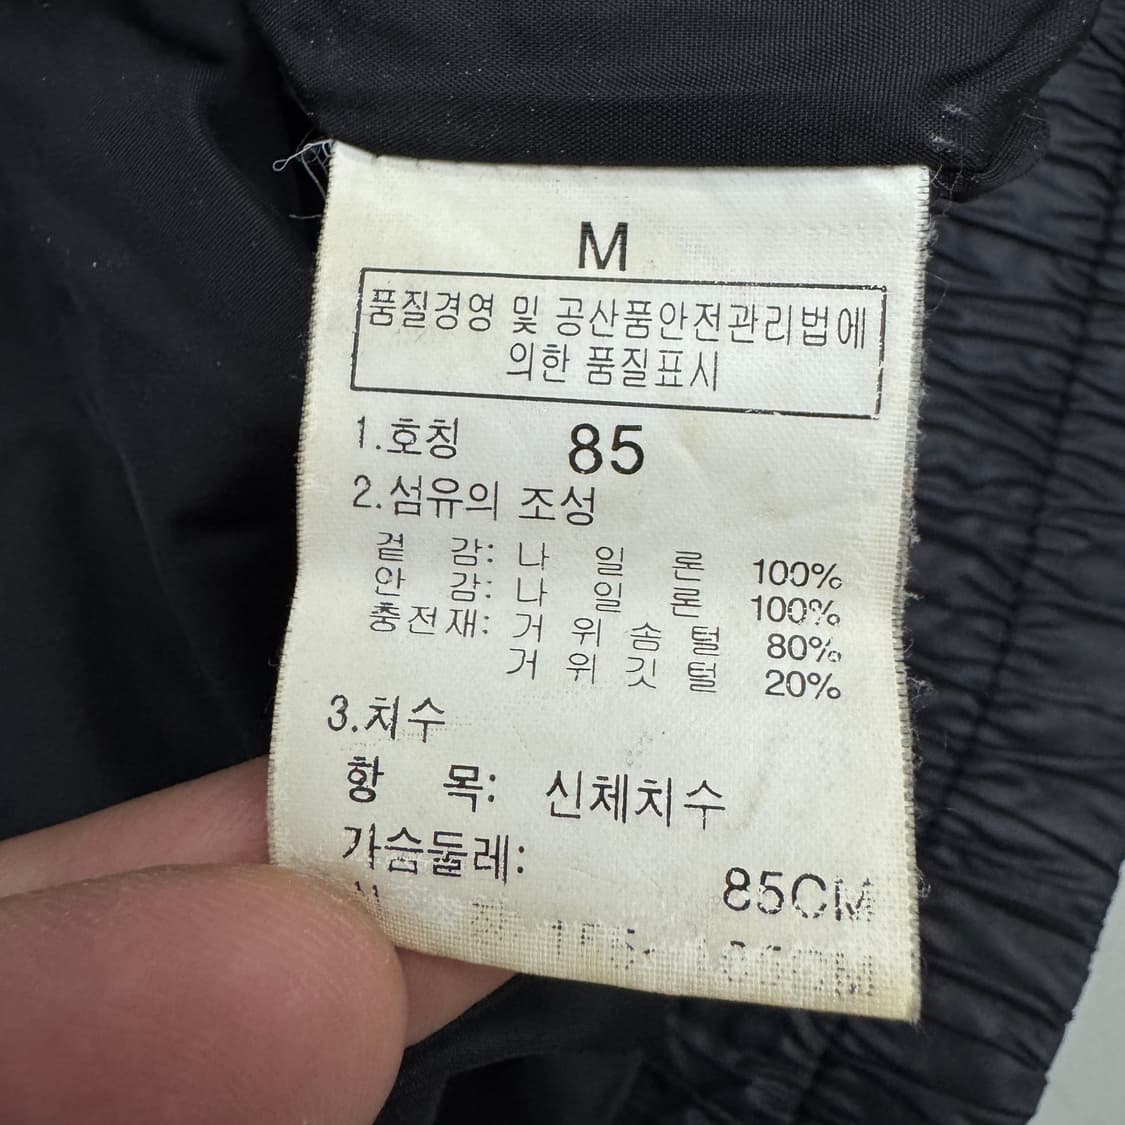 M
품질경영 및 공산품안전관리법에
의한 품질표시
1.호칭 85
2.섬유의 조성
겉 감: 나 일 론 100%
안 감: 나 일 론 100%
충전재: 거 위 솜 털 80%
거 위 깃 털 20%
3.치수
항 목: 신체치수
가슴둘레:
85CM